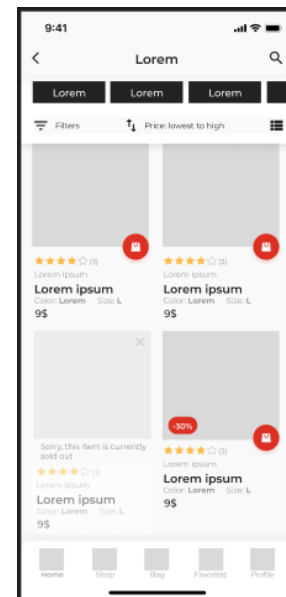 9:41
Lorem
Lorem Lorem Lorem
Filters Price: lowest to high
(3) (3)
Lorem ipsum Lorem ipsum
Lorem ipsum Lorem ipsum
Color: Lorem Size: L Color: Lorem Size: L
9$ 9$
Sorry, this item is currently
sold out
-30%
(3) (3)
Lorem ipsum Lorem ipsum
Lorem ipsum Lorem ipsum
Color: Lorem Size: L Color: Lorem Size: L
9$ 9$
Home Shop Bag Favorites Profile